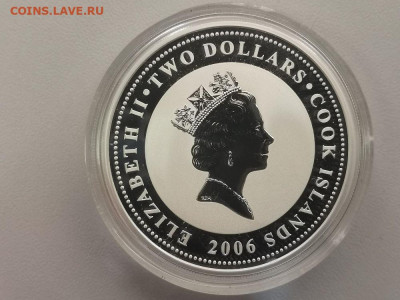 COINS.LAVE.RU
ELIZABETH II · TWO DOLLARS · COOK ISLANDS
2006